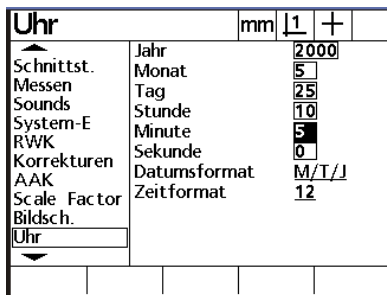 Uhr mm 1
Schnittst.
Messen
Sounds
System-E
RWK
Korrekturen
AAK
Scale Factor
Bildsch.
Uhr
Jahr 2000
Monat 5
Tag 25
Stunde 10
Minute 5
Sekunde 0
Datumsformat M/T/J
Zeitformat 12